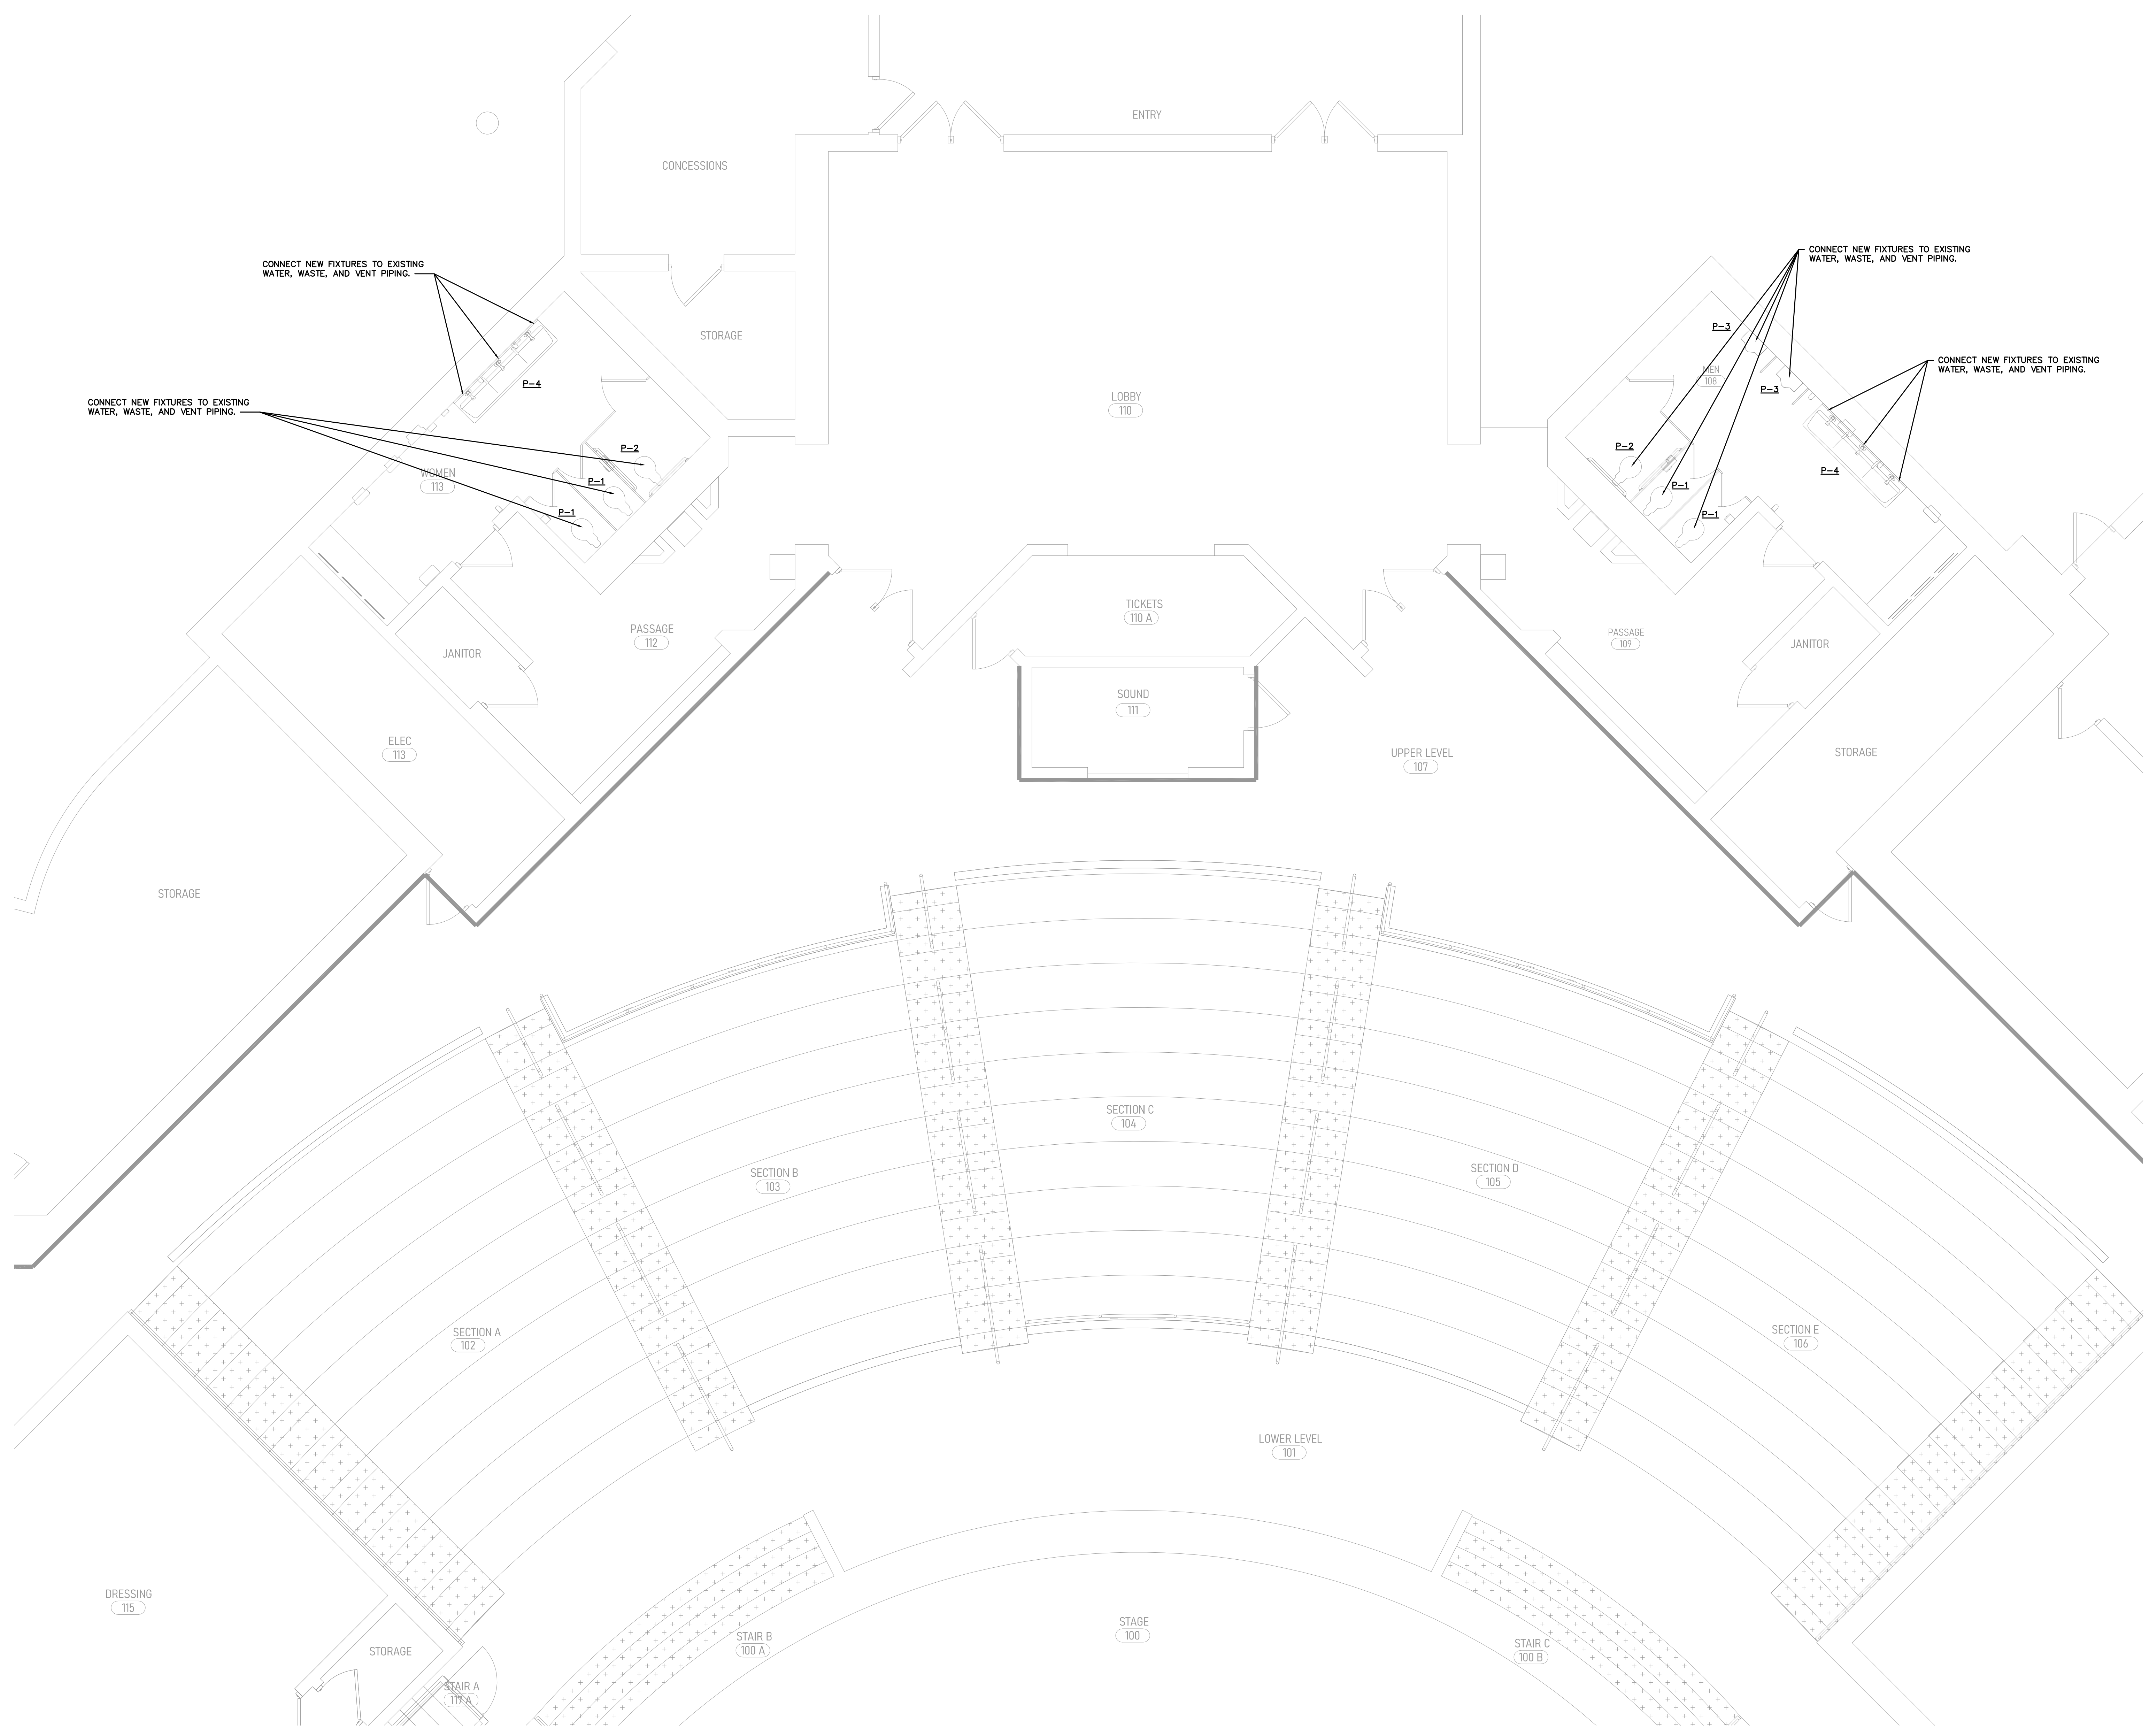 ENTRY
CONCESSIONS
CONNECT NEW FIXTURES TO EXISTING
WATER, WASTE, AND VENT PIPING.
CONNECT NEW FIXTURES TO EXISTING
WATER, WASTE, AND VENT PIPING.
STORAGE
P-3
P-4
CONNECT NEW FIXTURES TO EXISTING
WATER, WASTE, AND VENT PIPING.
MEN
108
P-3
CONNECT NEW FIXTURES TO EXISTING
WATER, WASTE, AND VENT PIPING.
LOBBY
110
P-2
P-2
WOMEN
113
P-1
P-1
P-4
P-1
P-1
TICKETS
110 A
PASSAGE
112
PASSAGE
109
JANITOR
JANITOR
SOUND
111
ELEC
113
UPPER LEVEL
107
STORAGE
STORAGE
SECTION C
104
SECTION B
103
SECTION D
105
SECTION A
102
SECTION E
106
LOWER LEVEL
101
DRESSING
115
STAGE
100
STORAGE
STAIR B
100 A
STAIR C
100 B
STAIR A
117 A